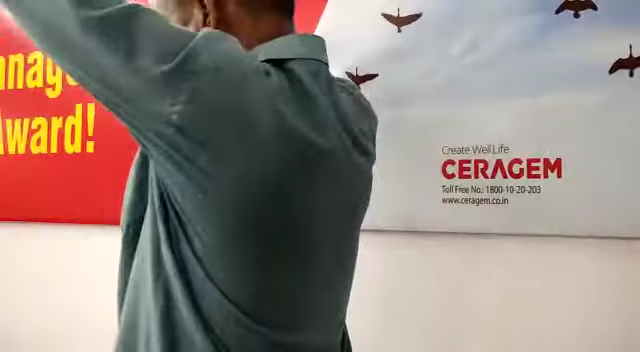 Award!
Create Well Life
CERAGEM
Toll Free No.: 1800-10-20-203
www.ceragem.co.in